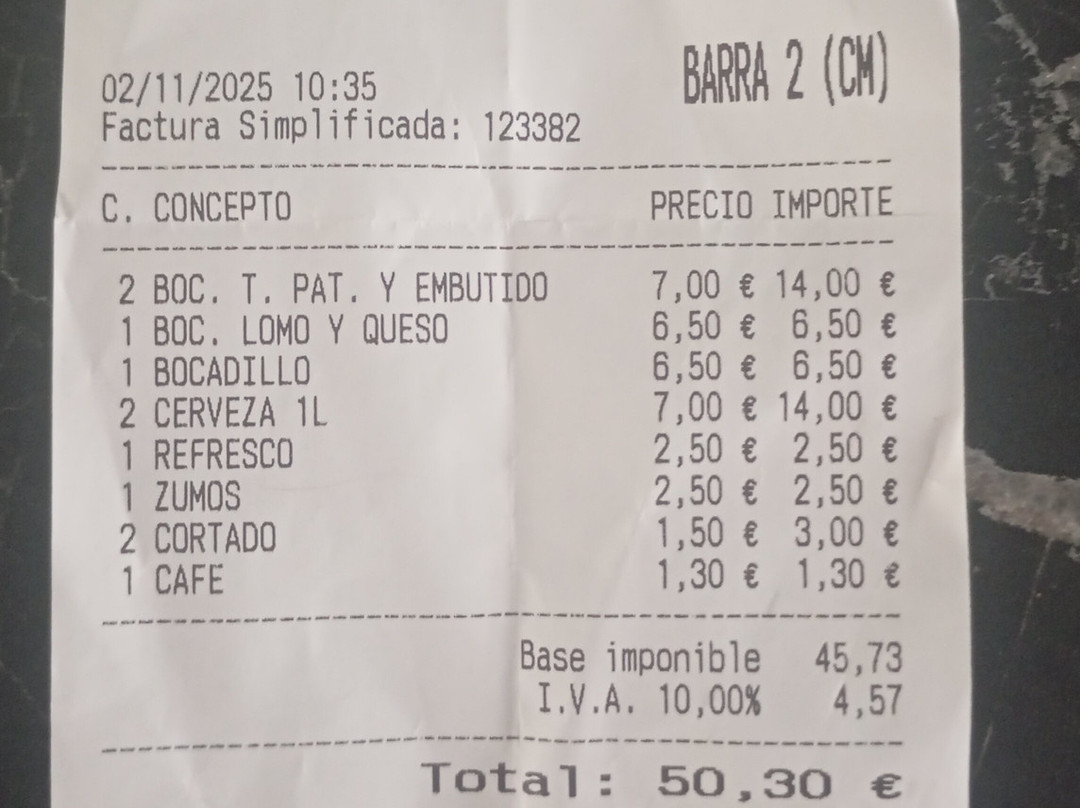 BARRA 2 (CM)
02/11/2025 10:35
Factura Simplificada: 123382
C. CONCEPTO PRECIO IMPORTE
2 BOC. T. PAT. Y EMBUTIDO 7,00 € 14,00 €
1 BOC. LOMO Y QUESO 6,50 € 6,50 €
1 BOCADILLO 6,50 € 6,50 €
2 CERVEZA 1L 7,00 € 14,00 €
1 REFRESCO 2,50 € 2,50 €
1 ZUMOS 2,50 € 2,50 €
2 CORTADO 1,50 € 3,00 €
1 CAFE 1,30 € 1,30 €
Base imponible 45,73
I.V.A. 10,00% 4,57
Total: 50,30 €